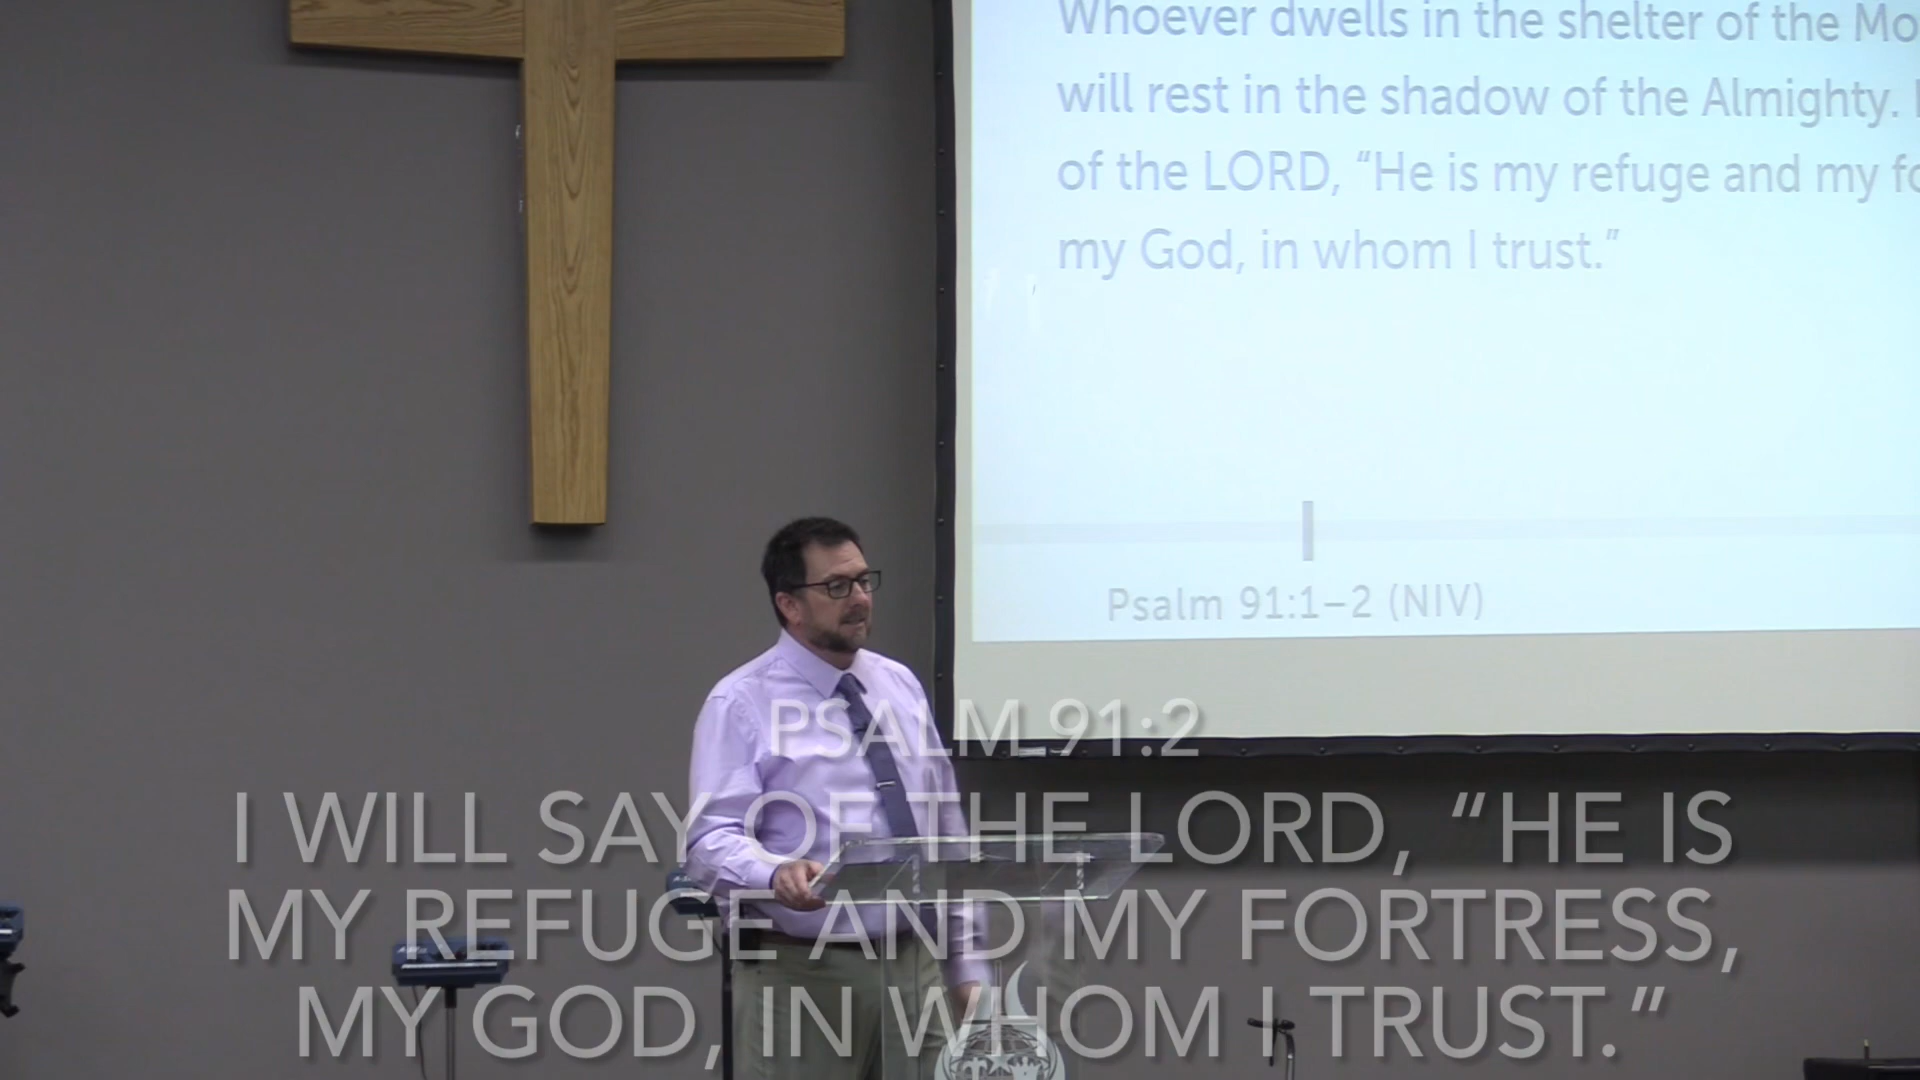 Whoever dwells in the shelter of the Mo
will rest in the shadow of the Almighty.
of the LORD, “He is my refuge and my fo
my God, in whom I trust.”
Psalm 91:1–2 (NIV)
PSALM 91:2
I WILL SAY OF THE LORD, “HE IS
MY REFUGE AND MY FORTRESS,
MY GOD, IN WHOM I TRUST.”